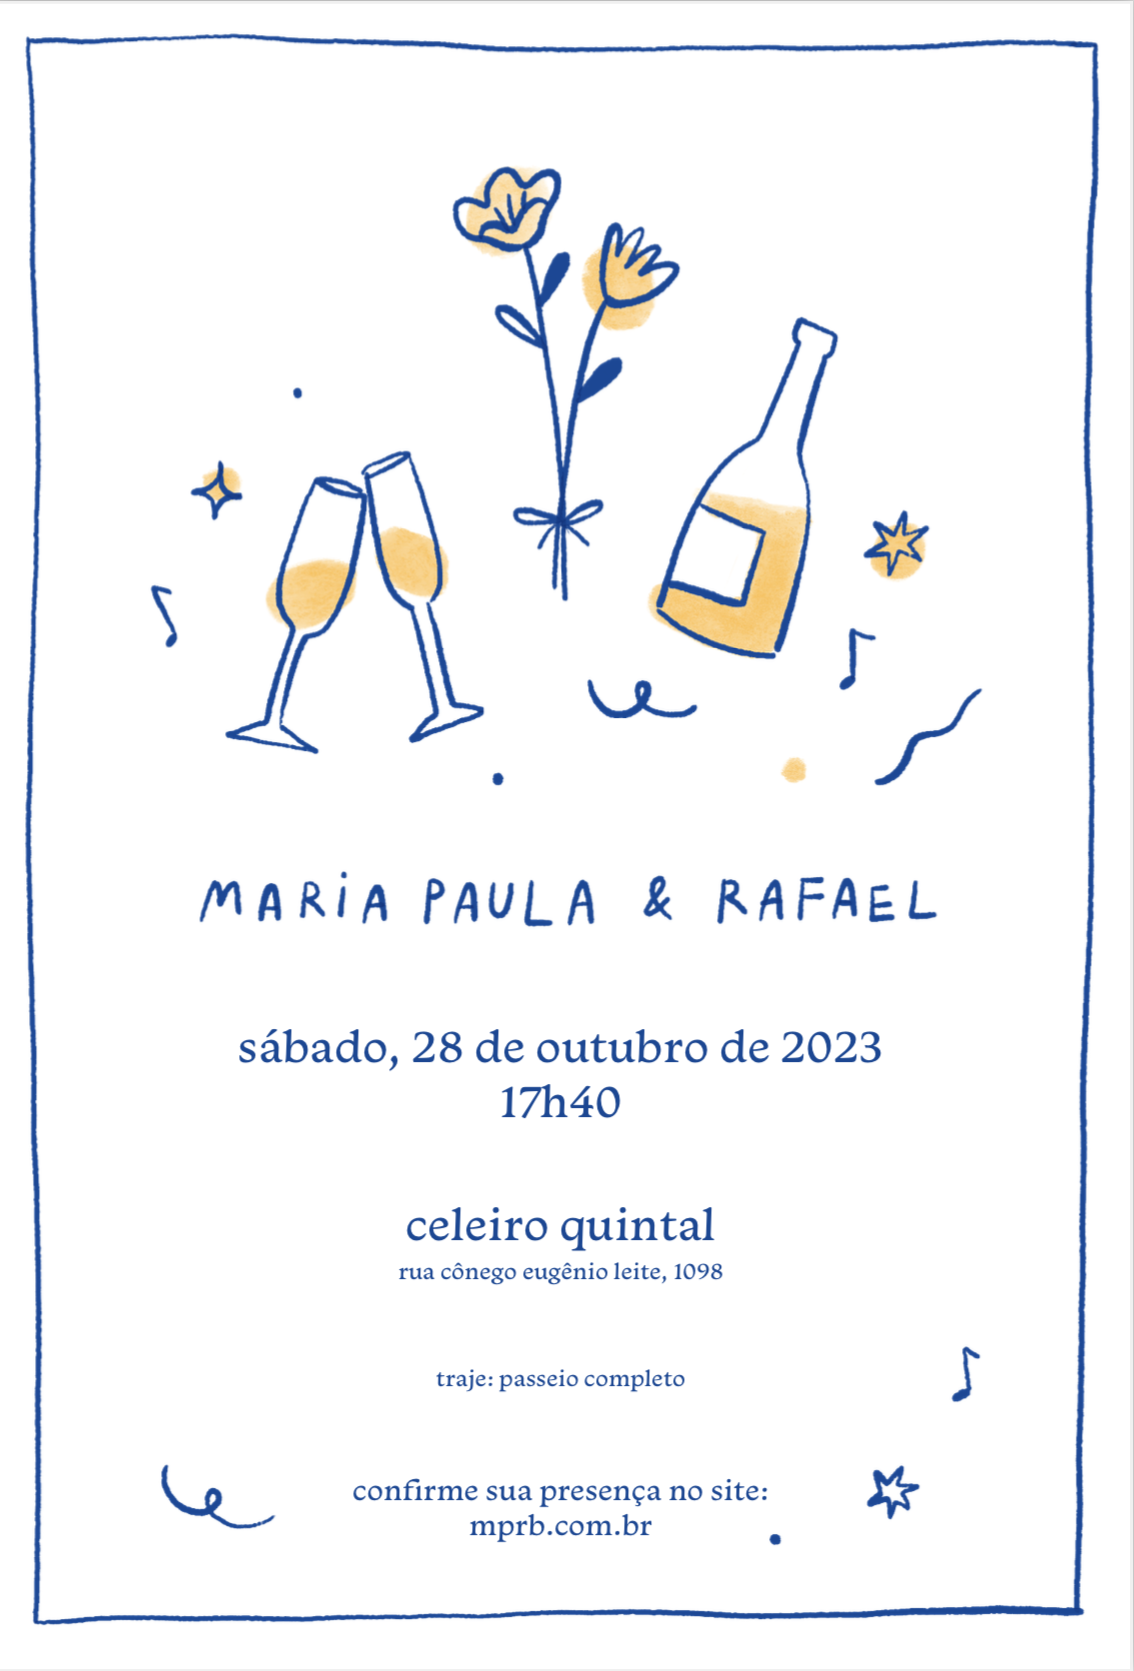 MARiA PAULA & RAFAEL
sábado, 28 de outubro de 2023
17h40
celeiro quintal
rua cônego eugênio leite, 1098
traje: passeio completo
confirme sua presença no site:
mprb.com.br